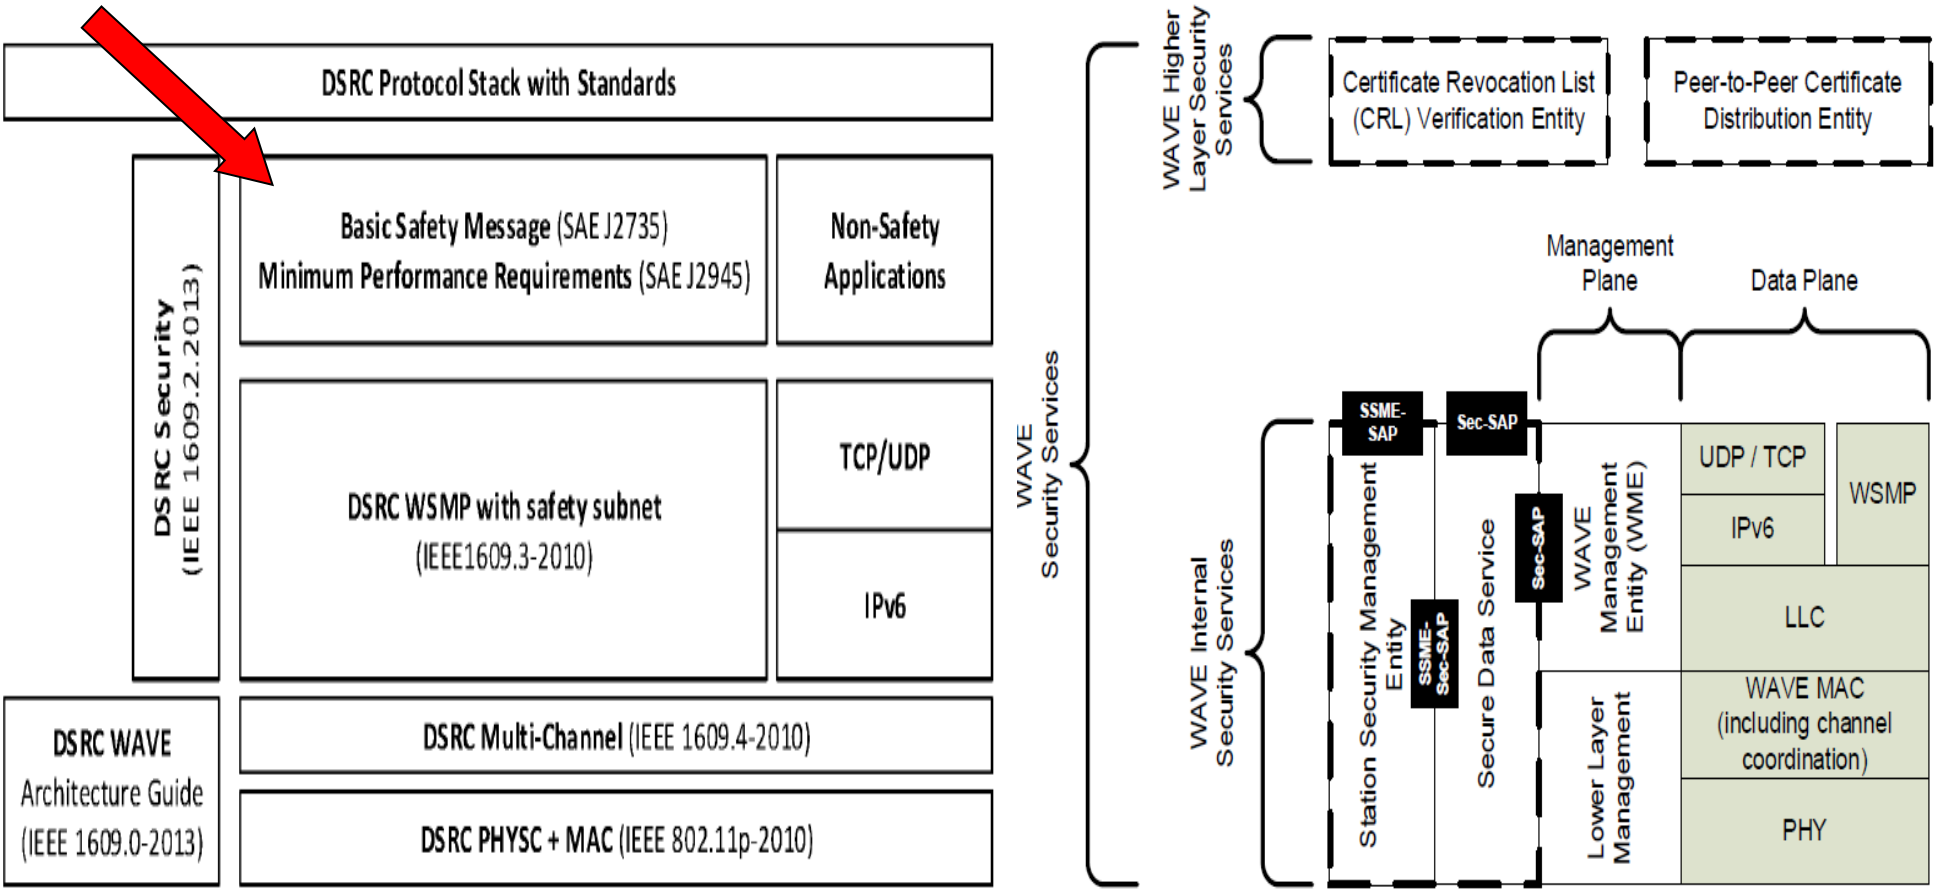 DSRC Protocol Stack with Standards
DSRC Security
(IEEE 1609.2.2013)
Basic Safety Message (SAE J2735)
Minimum Performance Requirements (SAE J2945)
Non-Safety
Applications
DSRC WSMP with safety subnet
(IEEE1609.3-2010)
TCP/UDP
IPv6
DSRC WAVE
Architecture Guide
(IEEE 1609.0-2013)
DSRC Multi-Channel (IEEE 1609.4-2010)
DSRC PHYSC + MAC (IEEE 802.11p-2010)
WAVE
Security Services
WAVE Higher
Layer Security
Services
Certificate Revocation List
(CRL) Verification Entity
Peer-to-Peer Certificate
Distribution Entity
Management
Plane
Data Plane
WAVE Internal
Security Services
SSME-
SAP
Sec-SAP
Station Security Management
Entity
SSME-
Sec-SAP
Secure Data Service
Sec-SAP
WAVE
Management
Entity (WME)
Lower Layer
Management
UDP / TCP
IPv6
WSMP
LLC
WAVE MAC
(including channel
coordination)
PHY